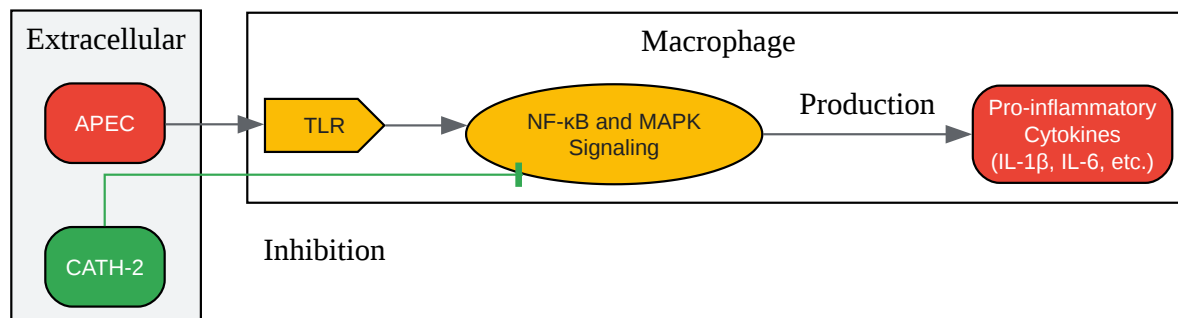 Extracellular
Macrophage
APEC
TLR
NF-κB and MAPK
Signaling
Production
Pro-inflammatory
Cytokines
(IL-1β, IL-6, etc.)
CATH-2
Inhibition